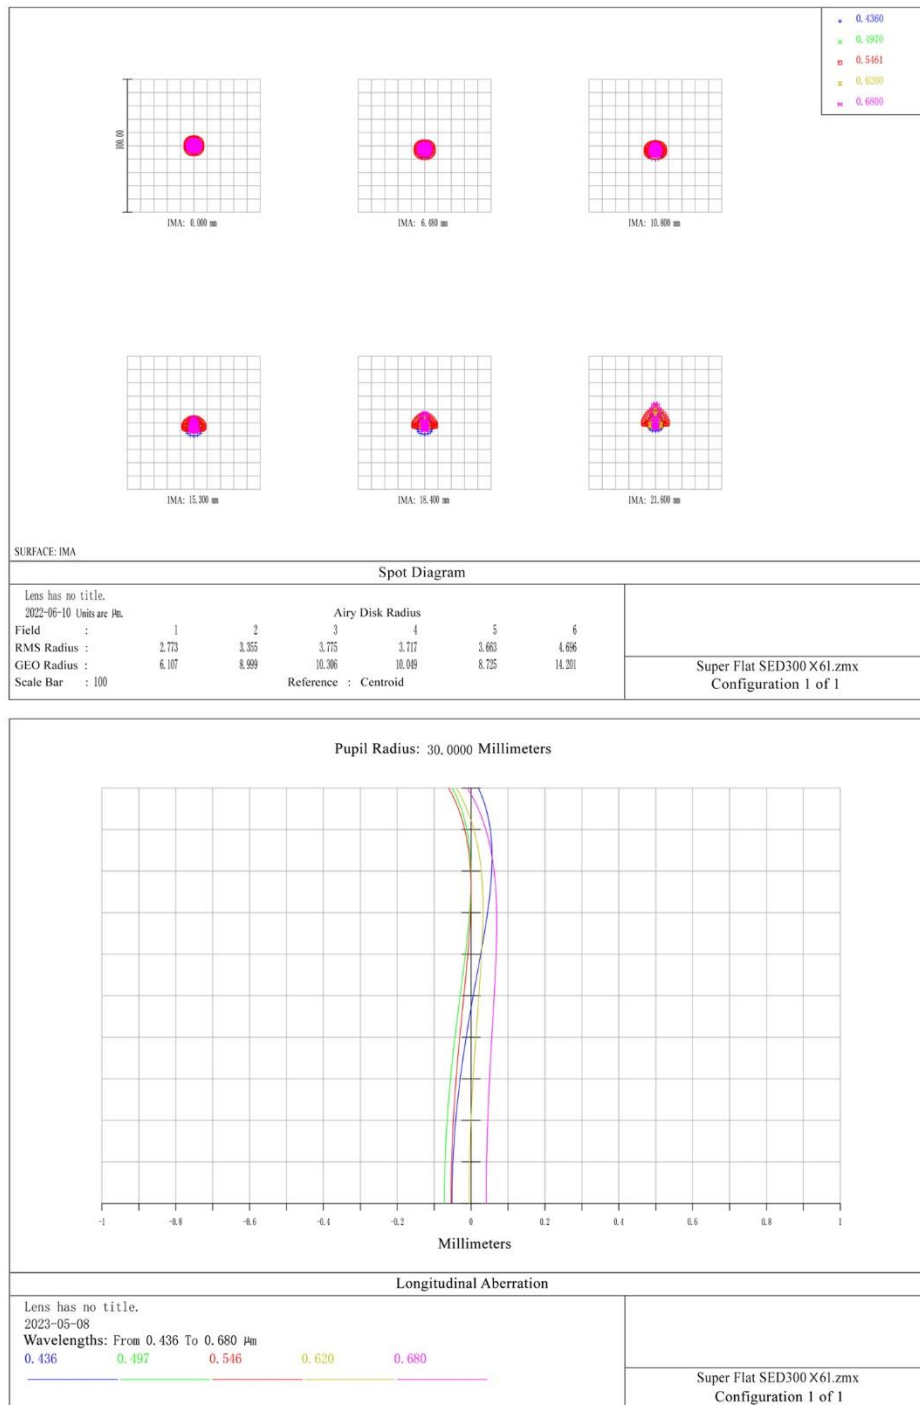 0.4360
0.4970
0.5461
0.6200
0.6800
100.00
IMA: 0.000 mm
IMA: 6.480 mm
IMA: 10.800 mm
IMA: 15.300 mm
IMA: 18.400 mm
IMA: 21.600 mm
SURFACE: IMA
Spot Diagram
Lens has no title.
2022-06-10 Units are µm. Airy Disk Radius
Field : 1 2 3 4 5 6
RMS Radius : 2.773 3.355 3.775 3.717 3.663 4.696
GEO Radius : 6.107 8.999 10.306 10.049 8.725 14.201
Scale Bar : 100 Reference : Centroid
Super Flat SED300 X61.zmx
Configuration 1 of 1
Pupil Radius: 30.0000 Millimeters
-1 -0.8 -0.6 -0.4 -0.2 0 0.2 0.4 0.6 0.8 1
Millimeters
Longitudinal Aberration
Lens has no title.
2023-05-08
Wavelengths: From 0.436 To 0.680 µm
0.436 0.497 0.546 0.620 0.680
Super Flat SED300 X61.zmx
Configuration 1 of 1